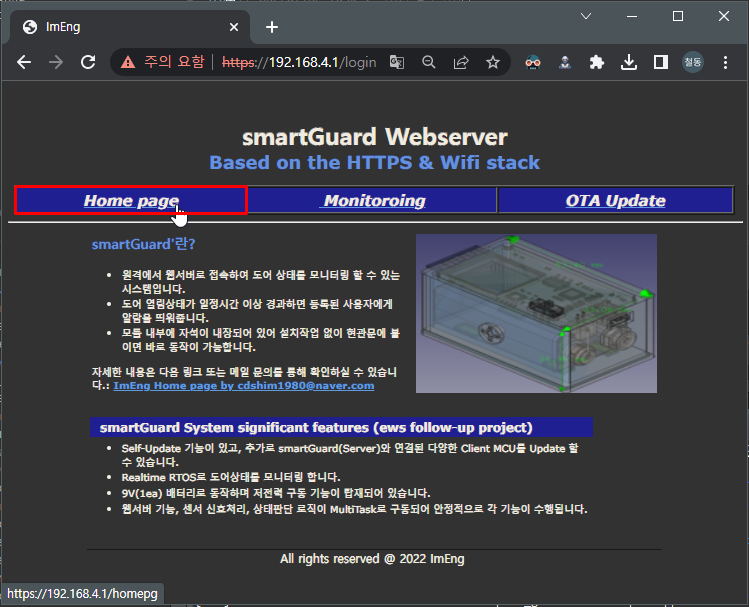 ImEng
주의 요함 | https://192.168.4.1/login
철동
smartGuard Webserver
Based on the HTTPS & Wifi stack
Home page
Monitoroing
OTA Update
smartGuard'란?
• 원격에서 웹서버로 접속하여 도어 상태를 모니터링 할 수 있는
시스템입니다.
• 도어 열림상태가 일정시간 이상 경과하면 등록된 사용자에게
알람을 띄워줍니다.
• 모듈 내부에 자석이 내장되어 있어 설치작업 없이 현관문에 붙
이면 바로 동작이 가능합니다.
자세한 내용은 다음 링크 또는 메일 문의를 통해 확인하실 수 있습니
다.: ImEng Home page by cdshim1980@naver.com
smartGuard System significant features (ews follow-up project)
• Self-Update 기능이 있고, 추가로 smartGuard(Server)와 연결된 다양한 Client MCU를 Update 할
수 있습니다.
• Realtime RTOS로 도어상태를 모니터링 합니다.
• 9V(1ea) 배터리로 동작하며 저전력 구동 기능이 탑재되어 있습니다.
• 웹서버 기능, 센서 신호처리, 상태판단 로직이 MultiTask로 구동되어 안정적으로 각 기능이 수행됩니다.
All rights reserved @ 2022 ImEng
https://192.168.4.1/homepg